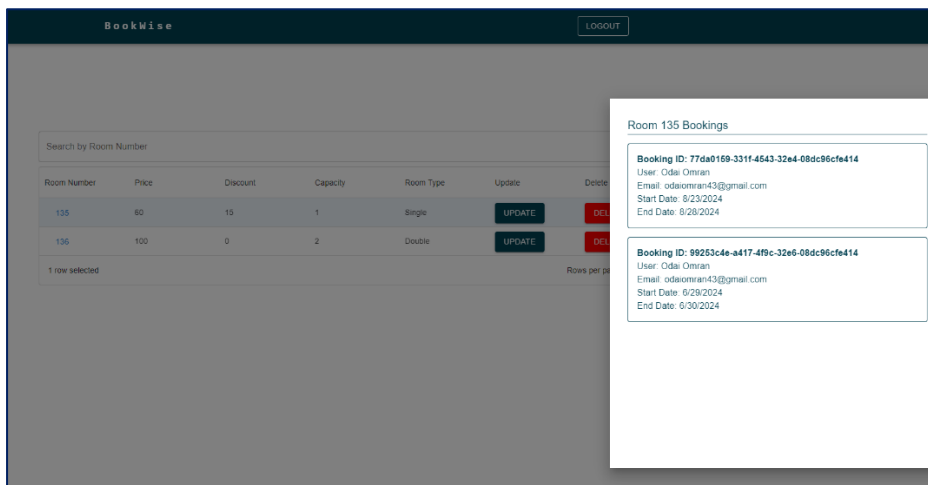 BookWise
LOGOUT
Search by Room Number
Room Number Price Discount Capacity Room Type Update Delete
135 60 15 1 Single UPDATE DEL
136 100 0 2 Double UPDATE DEL
1 row selected Rows per pa
Room 135 Bookings
Booking ID: 77da0159-331f-4543-32e4-08dc96cfe414
User: Odai Omran
Email: odaiomran43@gmail.com
Start Date: 8/23/2024
End Date: 8/28/2024
Booking ID: 99253c4e-a417-4f9c-32e6-08dc96cfe414
User: Odai Omran
Email: odaiomran43@gmail.com
Start Date: 6/29/2024
End Date: 6/30/2024